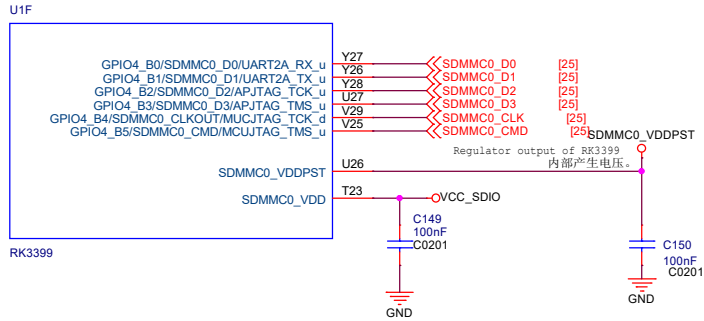 U1F
GPIO4_B0/SDMMC0_D0/UART2A_RX_u Y27 SDMMC0_D0 [25]
GPIO4_B1/SDMMC0_D1/UART2A_TX_u Y26 SDMMC0_D1 [25]
GPIO4_B2/SDMMC0_D2/APJTAG_TCK_u Y28 SDMMC0_D2 [25]
GPIO4_B3/SDMMC0_D3/APJTAG_TMS_u U27 SDMMC0_D3 [25]
GPIO4_B4/SDMMC0_CLKOUT/MUCJTAG_TCK_d V29 SDMMC0_CLK [25]
GPIO4_B5/SDMMC0_CMD/MCUJTAG_TMS_u V25 SDMMC0_CMD [25]
SDMMC0_VDDPST
Regulator output of RK3399
内部产生电压。
SDMMC0_VDDPST U26
SDMMC0_VDD T23 VCC_SDIO
C149
100nF
C0201
C150
100nF
C0201
RK3399
GND
GND